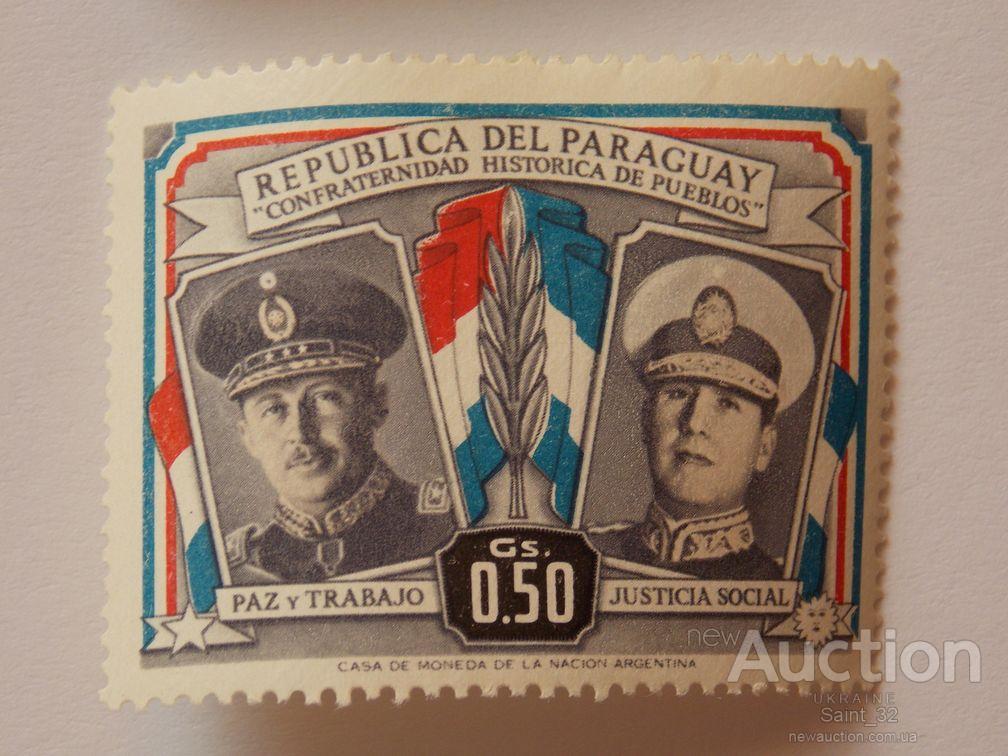 REPUBLICA DEL PARAGUAY
"CONFRATERNIDAD HISTORICA DE PUEBLOS"
Gs.
0.50
PAZ Y TRABAJO
JUSTICIA SOCIAL
CASA DE MONEDA DE LA NACION ARGENTINA
newAuction
UKRAINE
Saint_32
newauction.com.ua